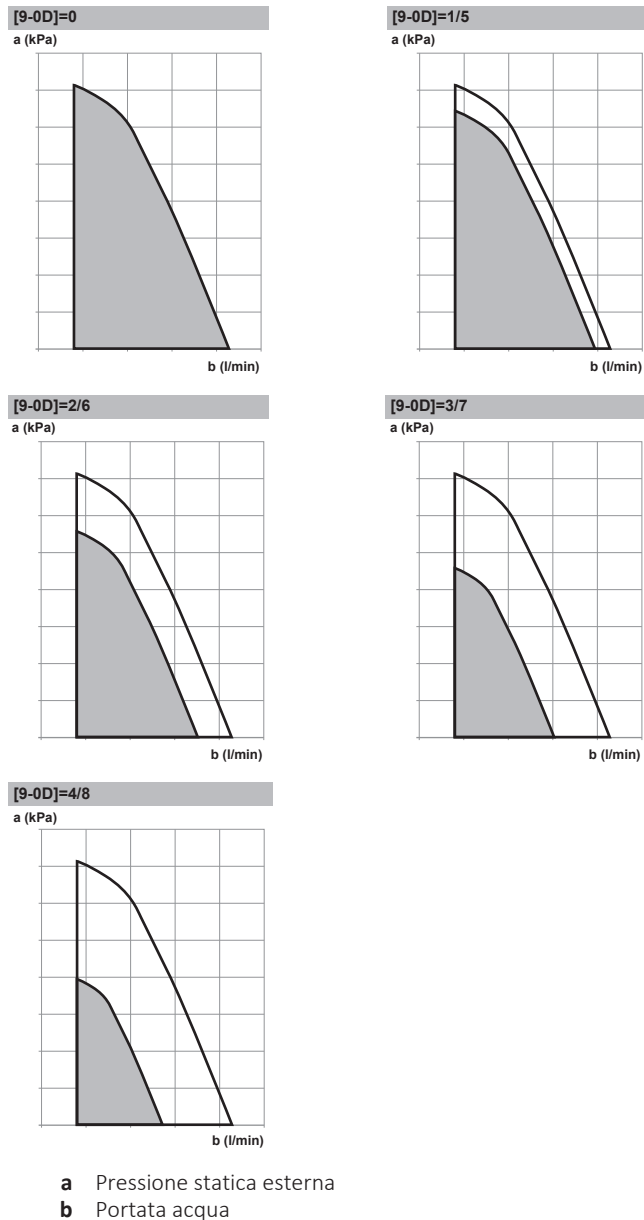 [9-0D]=0
a (kPa)
b (l/min)
[9-0D]=1/5
a (kPa)
b (l/min)
[9-0D]=2/6
a (kPa)
b (l/min)
[9-0D]=3/7
a (kPa)
b (l/min)
[9-0D]=4/8
a (kPa)
b (l/min)
a Pressione statica esterna
b Portata acqua